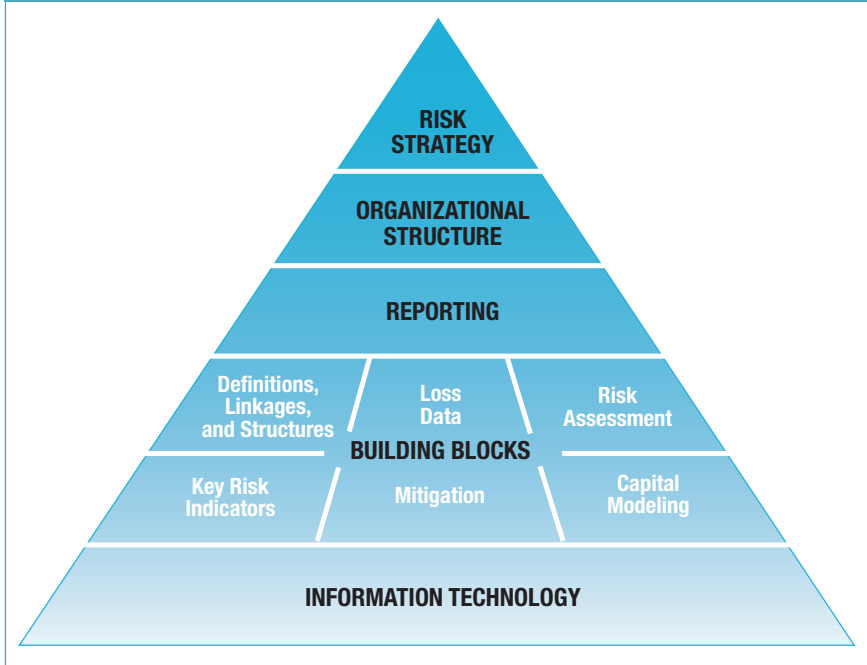 RISK
STRATEGY
ORGANIZATIONAL
STRUCTURE
REPORTING
Definitions,
Linkages,
and Structures
Loss
Data
Risk
Assessment
BUILDING BLOCKS
Key Risk
Indicators
Mitigation
Capital
Modeling
INFORMATION TECHNOLOGY